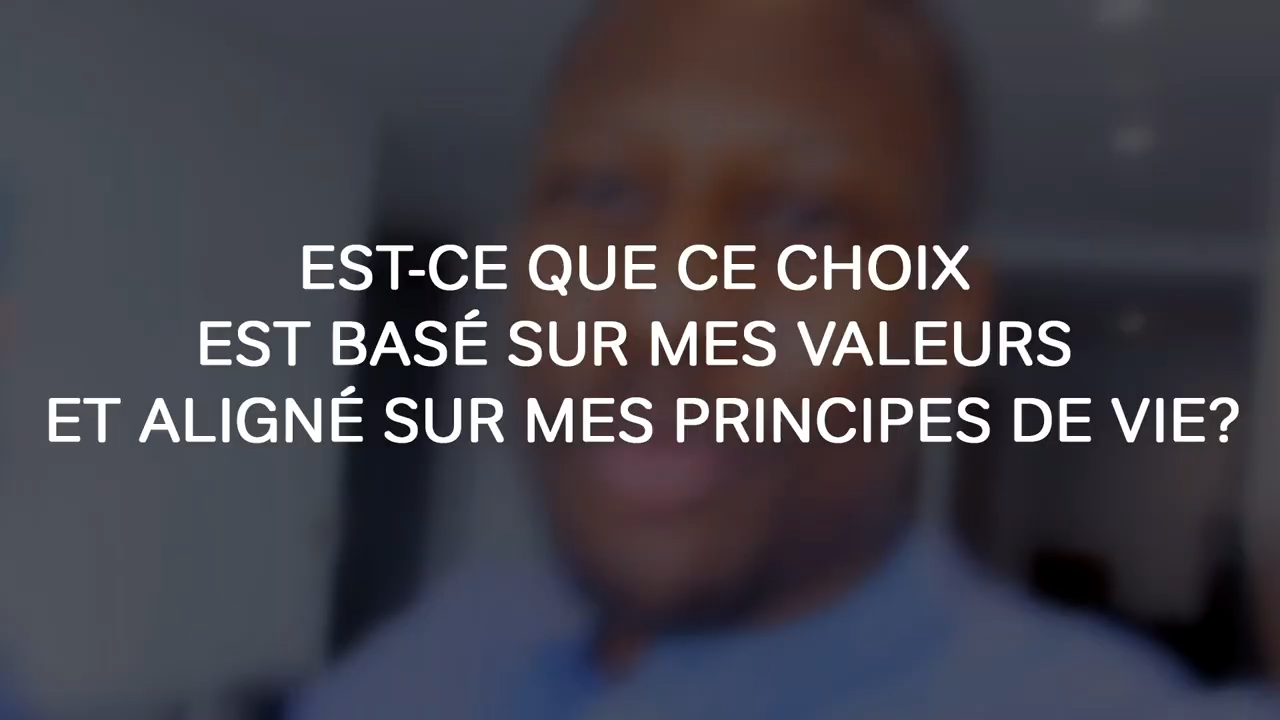 EST-CE QUE CE CHOIX
EST BASÉ SUR MES VALEURS
ET ALIGNÉ SUR MES PRINCIPES DE VIE?